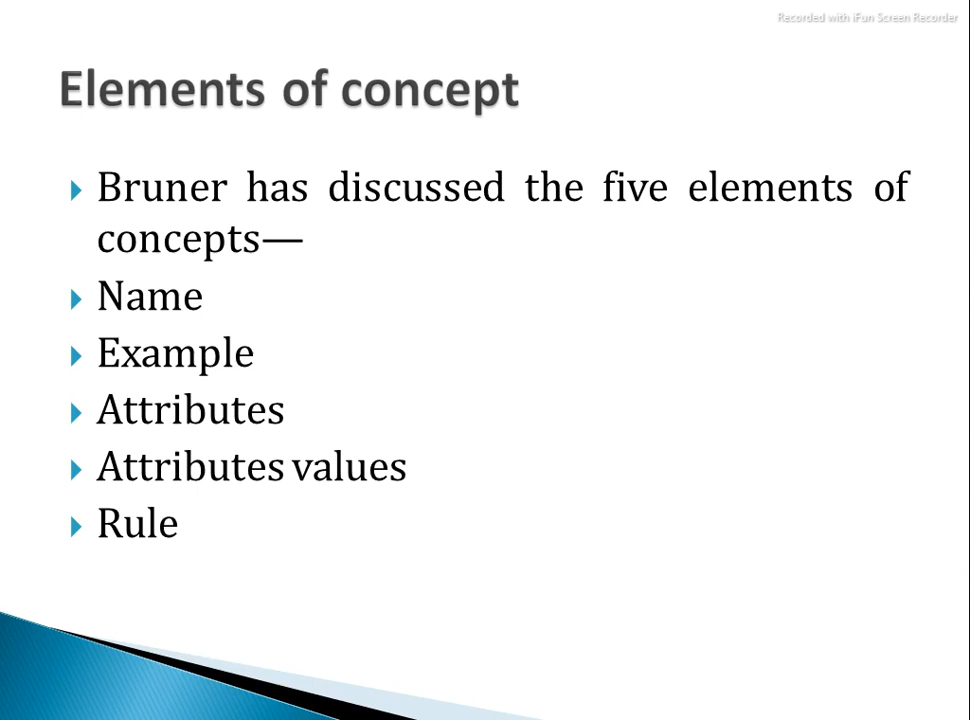 Recorded with iFun Screen Recorder
Elements of concept
Bruner has discussed the five elements of
concepts—
Name
Example
Attributes
Attributes values
Rule